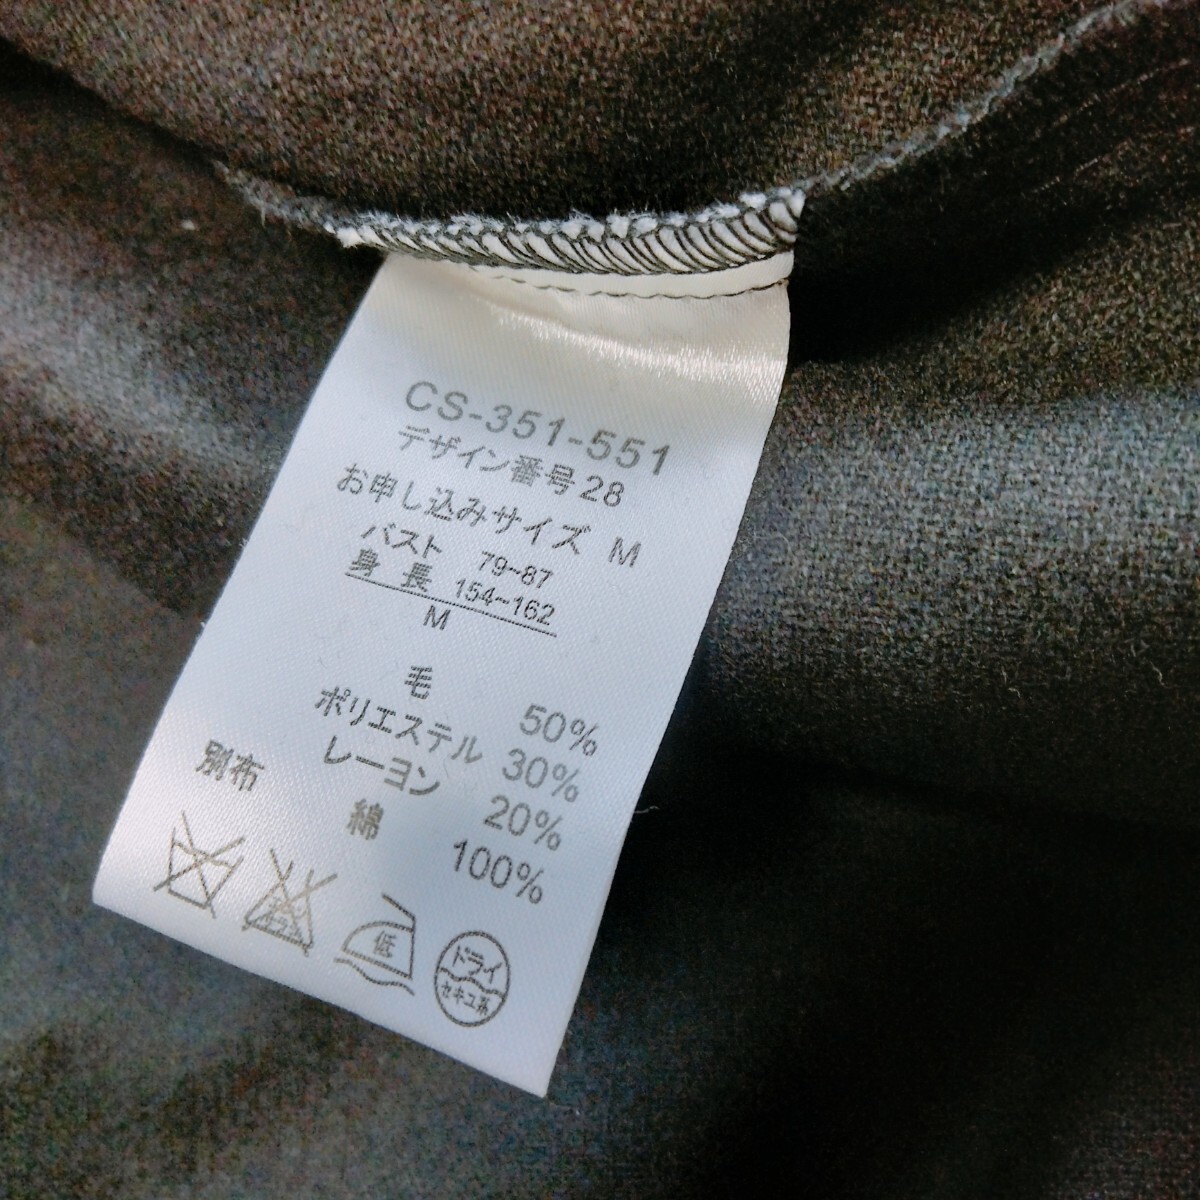 CS-351-551
デザイン番号28
お申し込みサイズ M
バスト 79~87
身長 154~162
M
毛 50%
ポリエステル 30%
レーヨン 20%
別布 綿 100%
低
ドライ
セキユ系